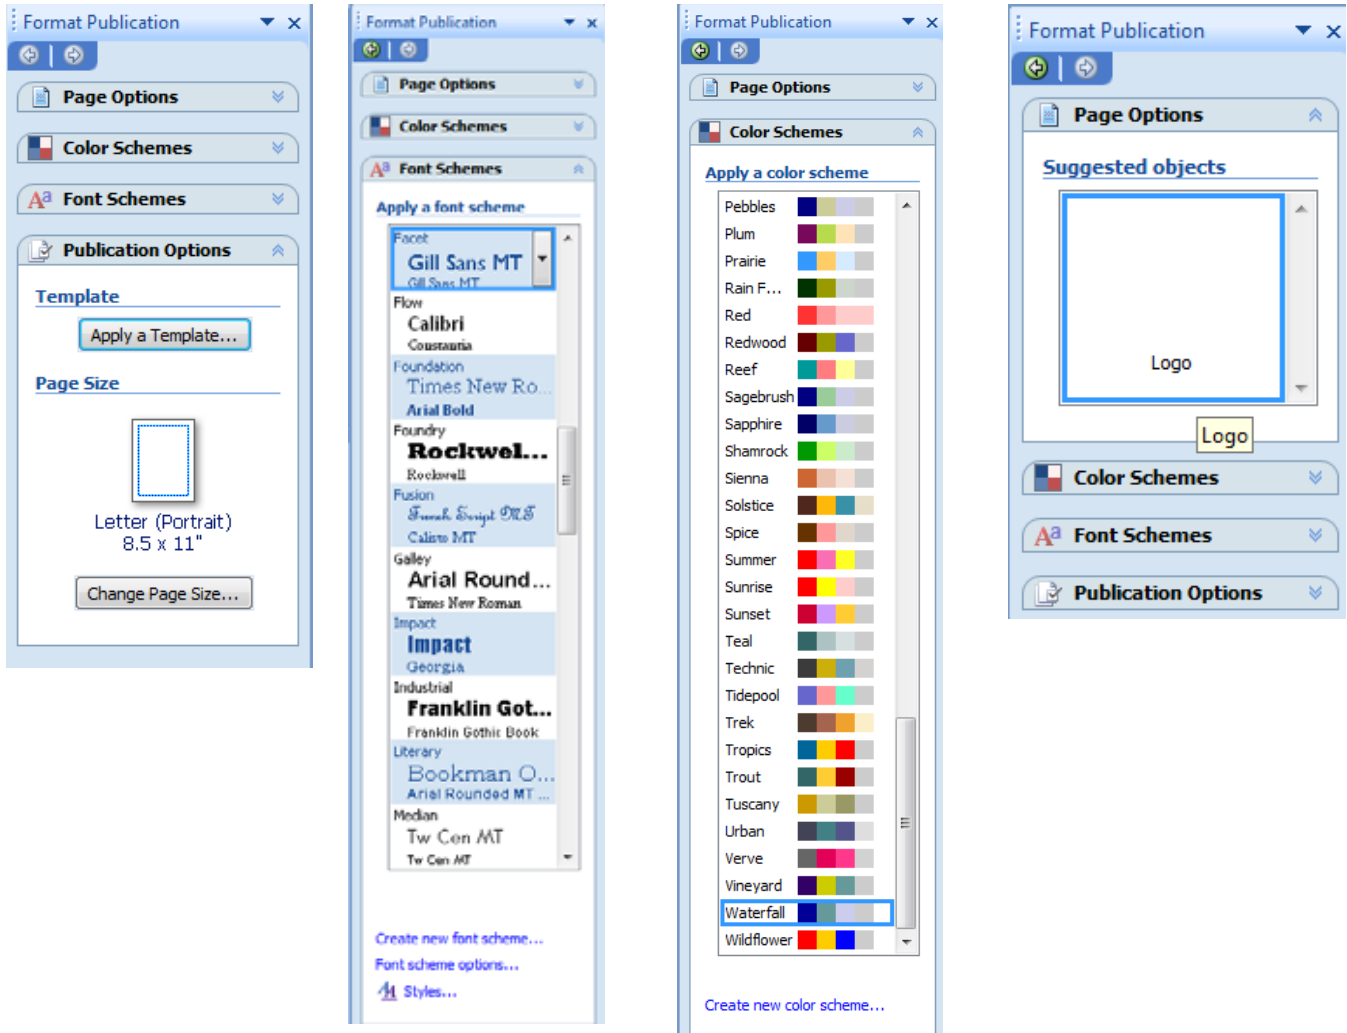 Format Publication
Page Options
Color Schemes
Font Schemes
Publication Options
Template
Apply a Template...
Page Size
Letter (Portrait)
8.5 x 11"
Change Page Size...
Format Publication
Page Options
Color Schemes
Font Schemes
Apply a font scheme
Facet
Gill Sans MT
Gill Sans MT
Flow
Calibri
Constantia
Foundation
Times New Ro...
Arial Bold
Foundry
Rockwel...
Rockwell
Fusion
French Script MT
Calisto MT
Galley
Arial Round...
Times New Roman
Impact
Impact
Georgia
Industrial
Franklin Got...
Franklin Gothic Book
Literary
Bookman O...
Arial Rounded MT ...
Median
Tw Cen MT
Tw Cen MT
Create new font scheme...
Font scheme options...
Styles...
Format Publication
Page Options
Color Schemes
Apply a color scheme
Pebbles
Plum
Prairie
Rain F...
Red
Redwood
Reef
Sagebrush
Sapphire
Shamrock
Sienna
Solstice
Spice
Summer
Sunrise
Sunset
Teal
Technic
Tidepool
Trek
Tropics
Trout
Tuscany
Urban
Verve
Vineyard
Waterfall
Wildflower
Create new color scheme...
Format Publication
Page Options
Suggested objects
Logo
Logo
Color Schemes
Font Schemes
Publication Options